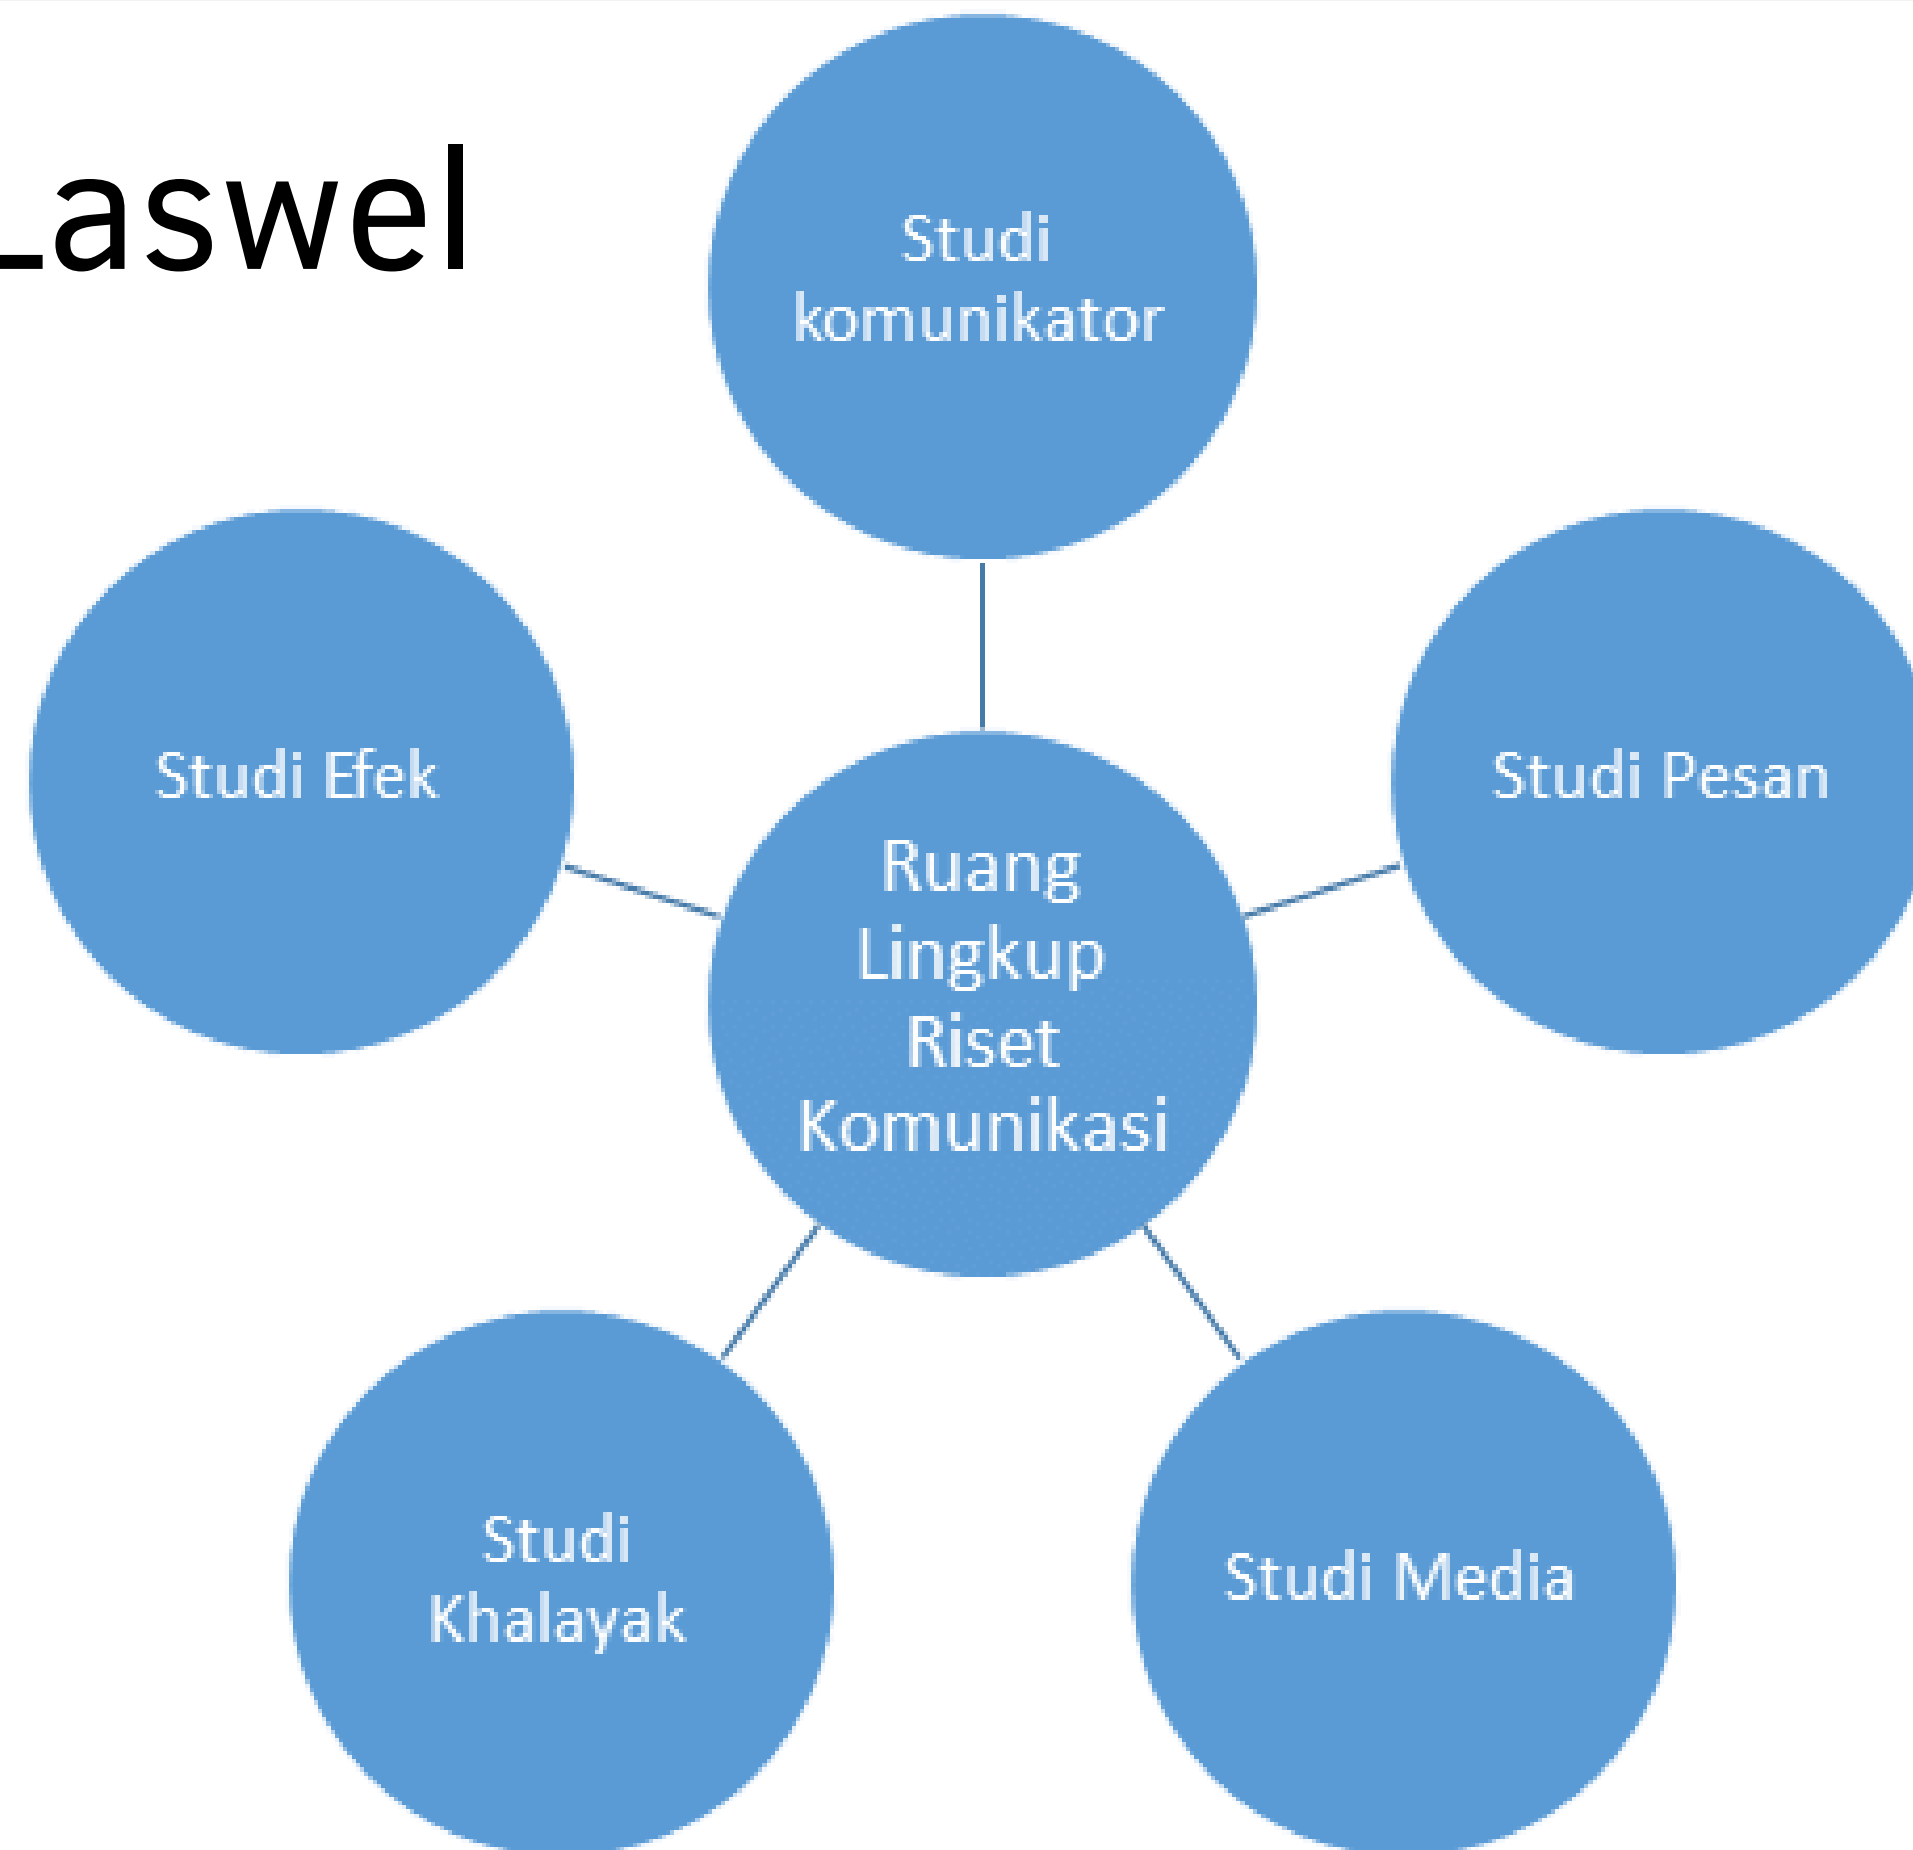 Laswel
Studi
komunikator
Studi Efek
Studi Pesan
Ruang
Lingkup
Riset
Komunikasi
Studi
Khalayak
Studi Media